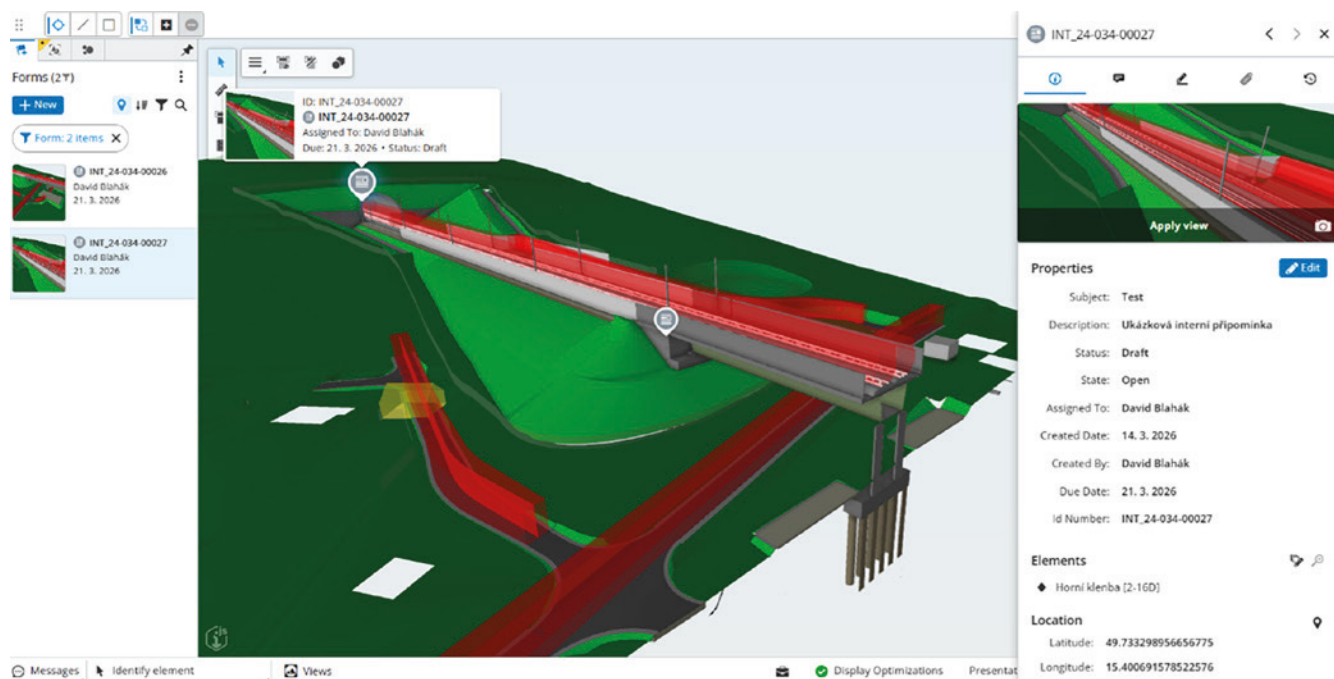 Forms (2)
+ New
Form: 2 items X
INT_24-034-00026
David Blahák
21. 3. 2026
INT_24-034-00027
David Blahák
21. 3. 2026
ID: INT_24-034-00027
INT_24-034-00027
Assigned To: David Blahák
Due: 21. 3. 2026 • Status: Draft
INT_24-034-00027
Apply view
Properties
Edit
Subject: Test
Description: Ukázková interní připomínka
Status: Draft
State: Open
Assigned To: David Blahák
Created Date: 14. 3. 2026
Created By: David Blahák
Due Date: 21. 3. 2026
Id Number: INT_24-034-00027
Elements
Horní klenba [2-16D]
Location
Latitude: 49.733298956656775
Longitude: 15.400691578522576
Messages
Identify element
Views
Display Optimizations
Presentat